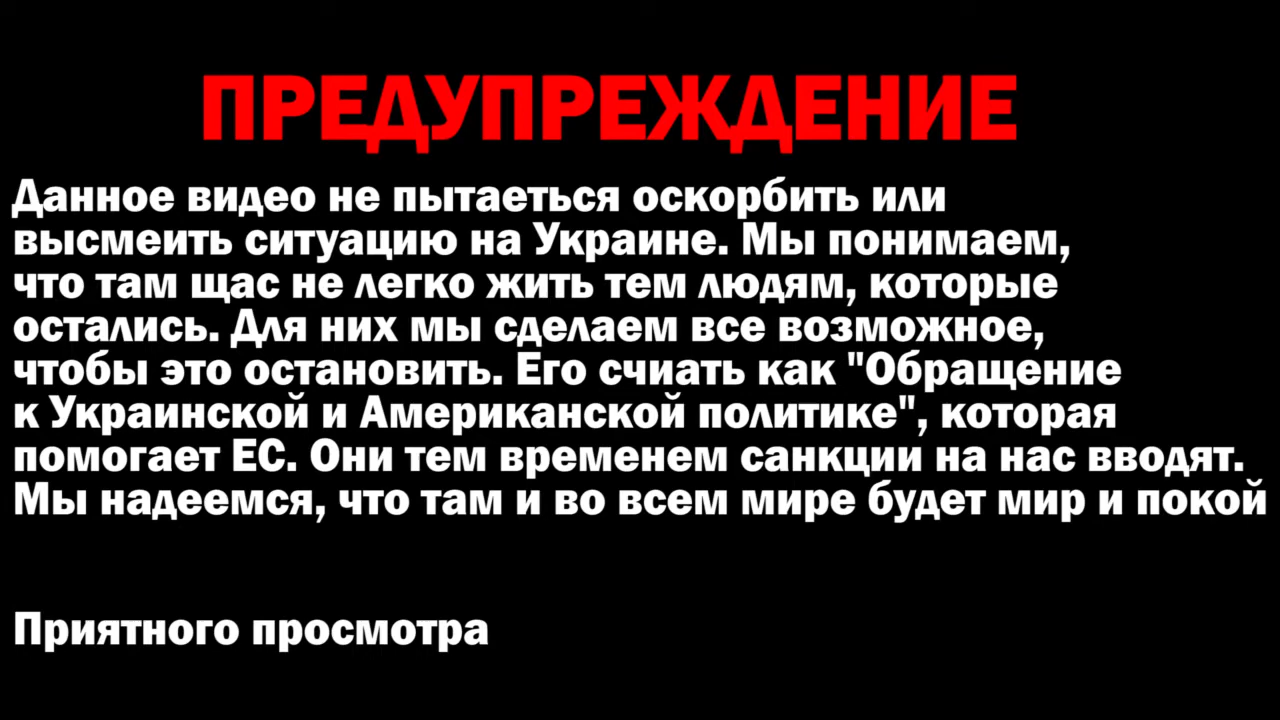 ПРЕДУПРЕЖДЕНИЕ
Данное видео не пытаеться оскорбить или
высмеить ситуацию на Украине. Мы понимаем,
что там щас не легко жить тем людям, которые
остались. Для них мы сделаем все возможное,
чтобы это остановить. Его счиать как "Обращение
к Украинской и Американской политике", которая
помогает ЕС. Они тем временем санкции на нас вводят.
Мы надеемся, что там и во всем мире будет мир и покой
Приятного просмотра